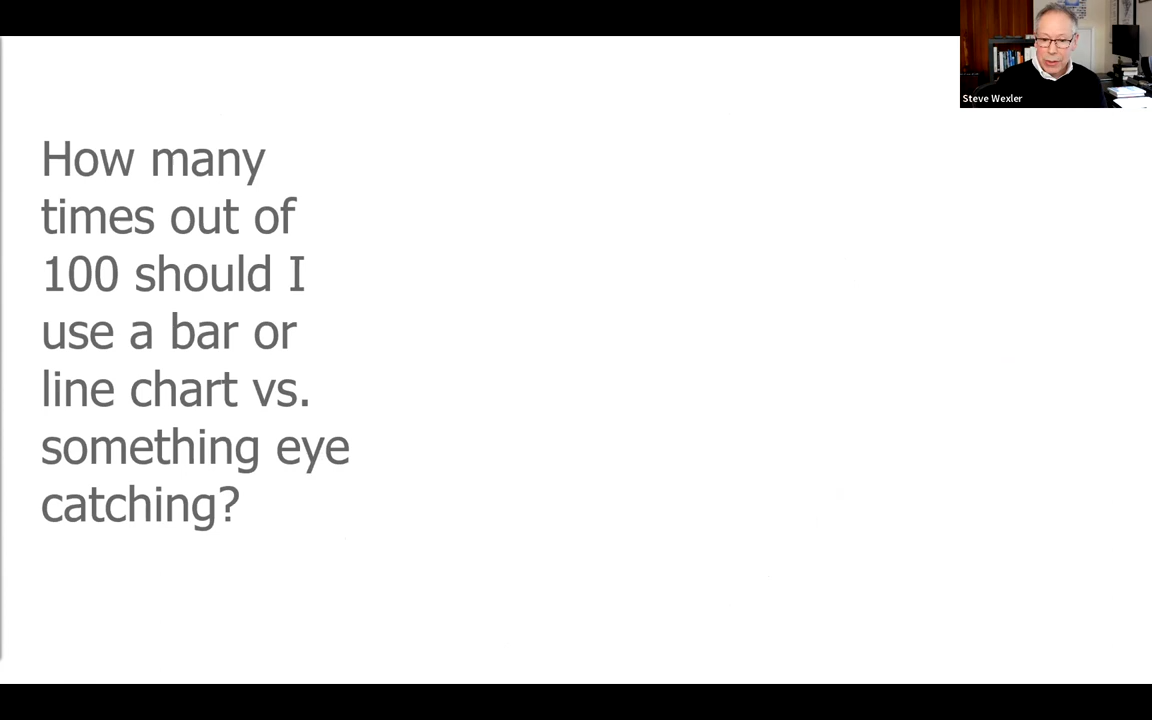 Steve Wexler
How many
times out of
100 should I
use a bar or
line chart vs.
something eye
catching?